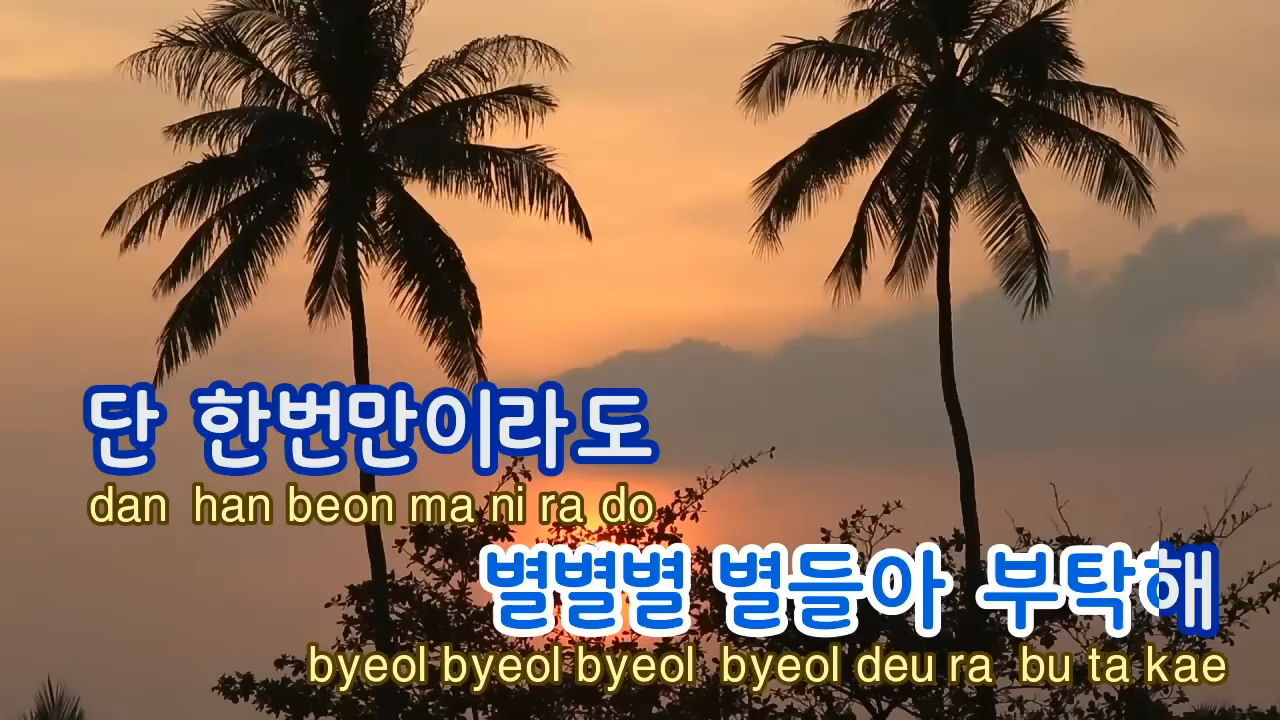 단 한번만이라도
dan han beon ma ni ra do
별별별 별들아 부탁해
byeol byeol byeol byeol deu ra bu ta kae